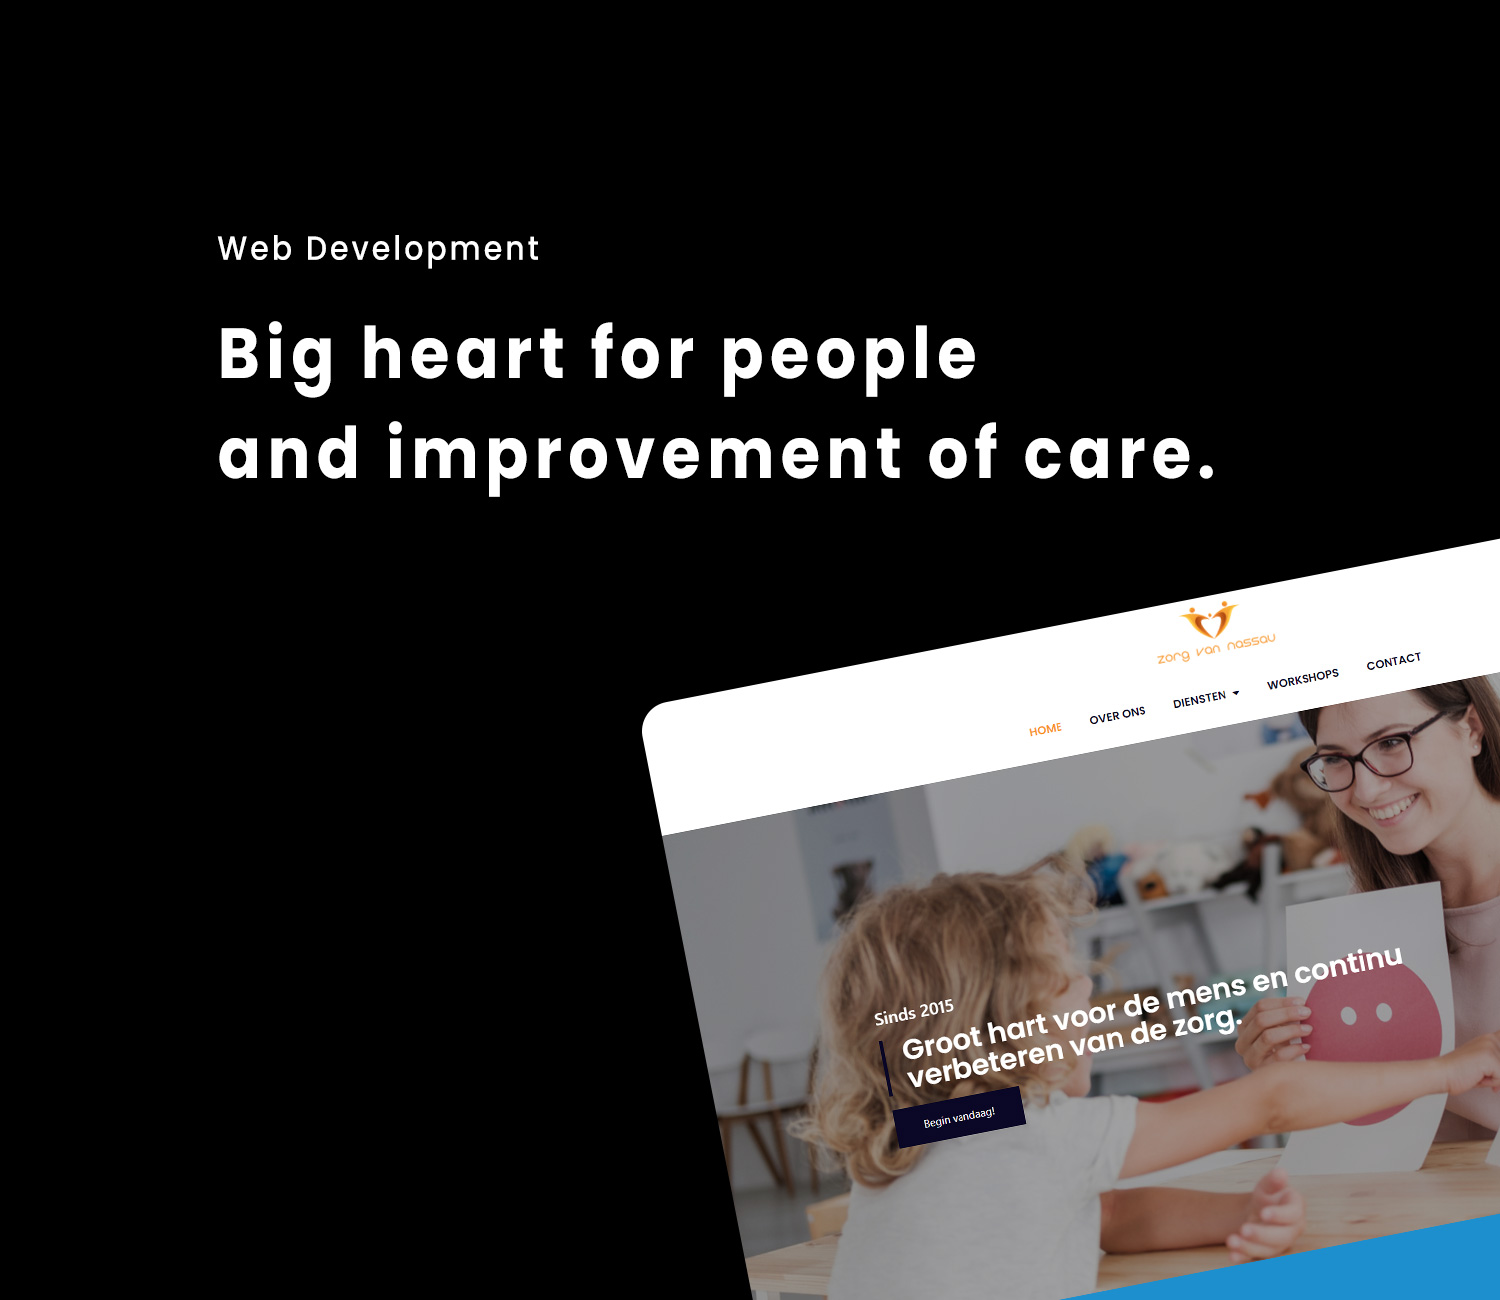 Web Development
Big heart for people
and improvement of care.
zorg van nassau
HOME OVER ONS DIENSTEN WORKSHOPS CONTACT
Sinds 2015
Groot hart voor de mens en continu
verbeteren van de zorg.
Begin vandaag!